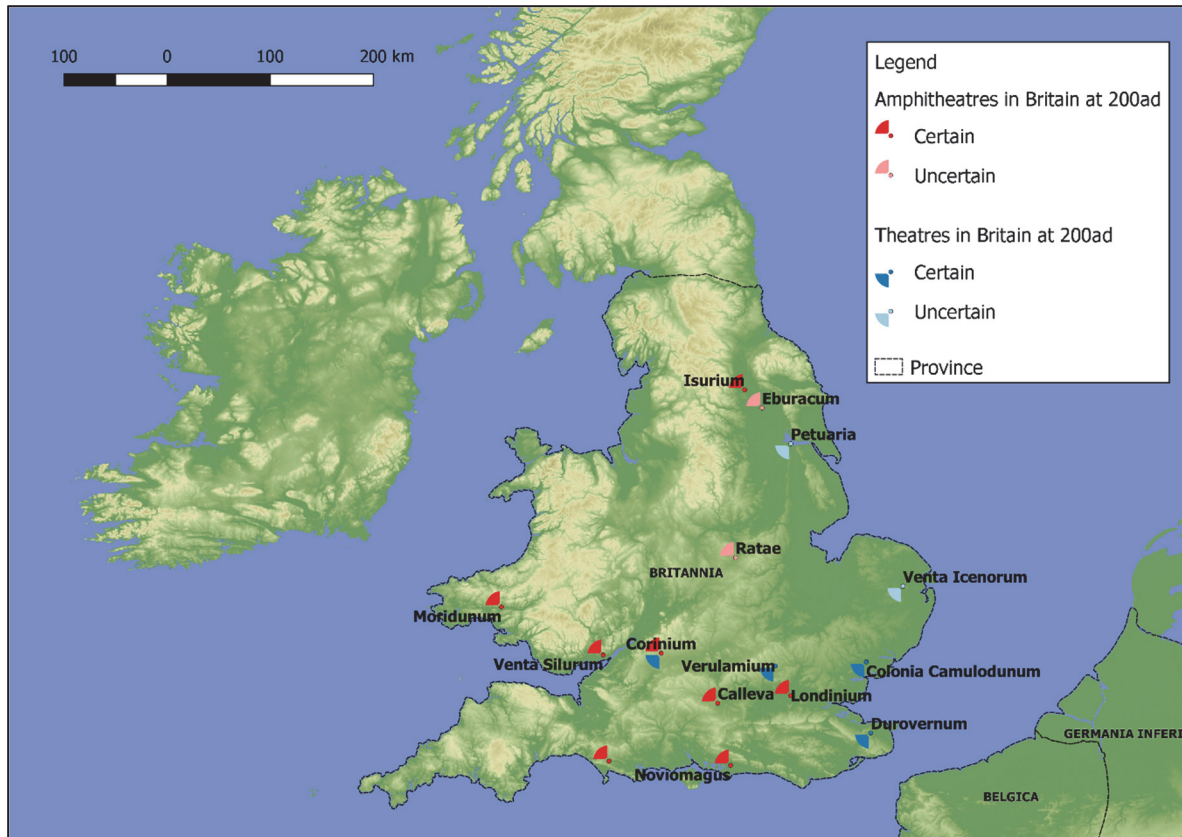 100 0 100 200 km
Legend
Amphitheatres in Britain at 200ad
Certain
Uncertain
Theatres in Britain at 200ad
Certain
Uncertain
Province
Isurium
Eburacum
Petuaria
Ratae
BRITANNIA
Venta Icenorum
Moridunum
Corinium
Venta Silurum
Verulamium
Colonia Camulodunum
Calleva
Londinium
Durovernum
GERMANIA INFERI
Noviomagus
BELGICA